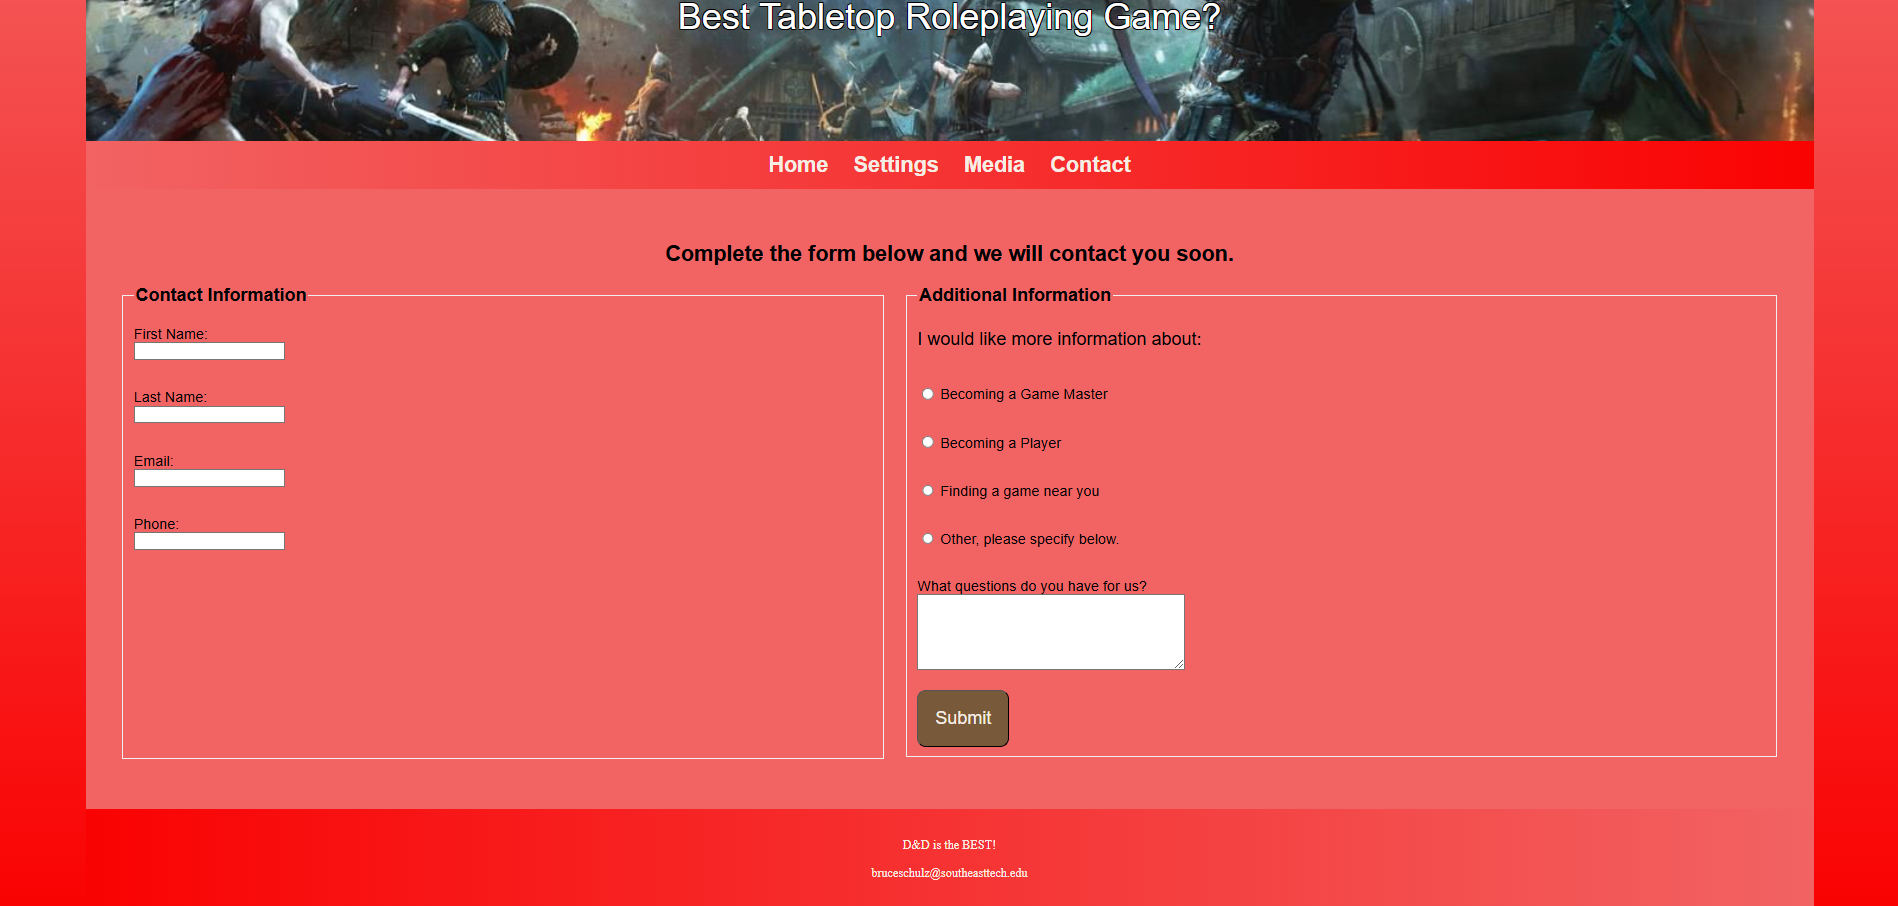 Best Tabletop Roleplaying Game?
Home Settings Media Contact
Complete the form below and we will contact you soon.
Contact Information
First Name:
Last Name:
Email:
Phone:
Additional Information
I would like more information about:
Becoming a Game Master
Becoming a Player
Finding a game near you
Other, please specify below.
What questions do you have for us?
Submit
D&D is the BEST!
bruceschulz@southeasttech.edu